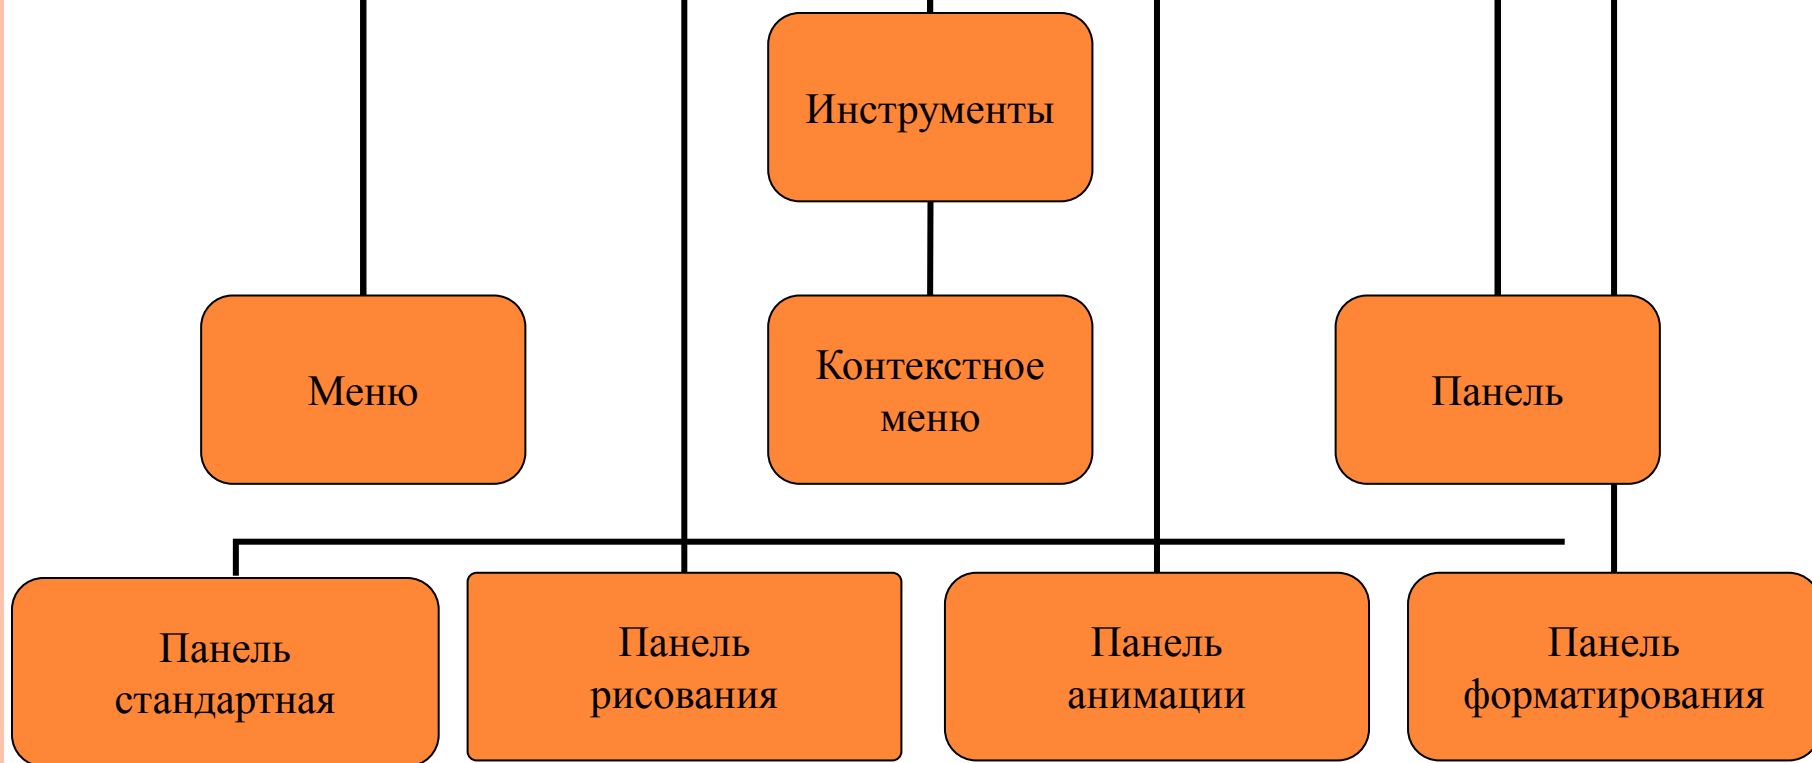 Инструменты
Меню
Контекстное
меню
Панель
Панель
стандартная
Панель
рисования
Панель
анимации
Панель
форматирования